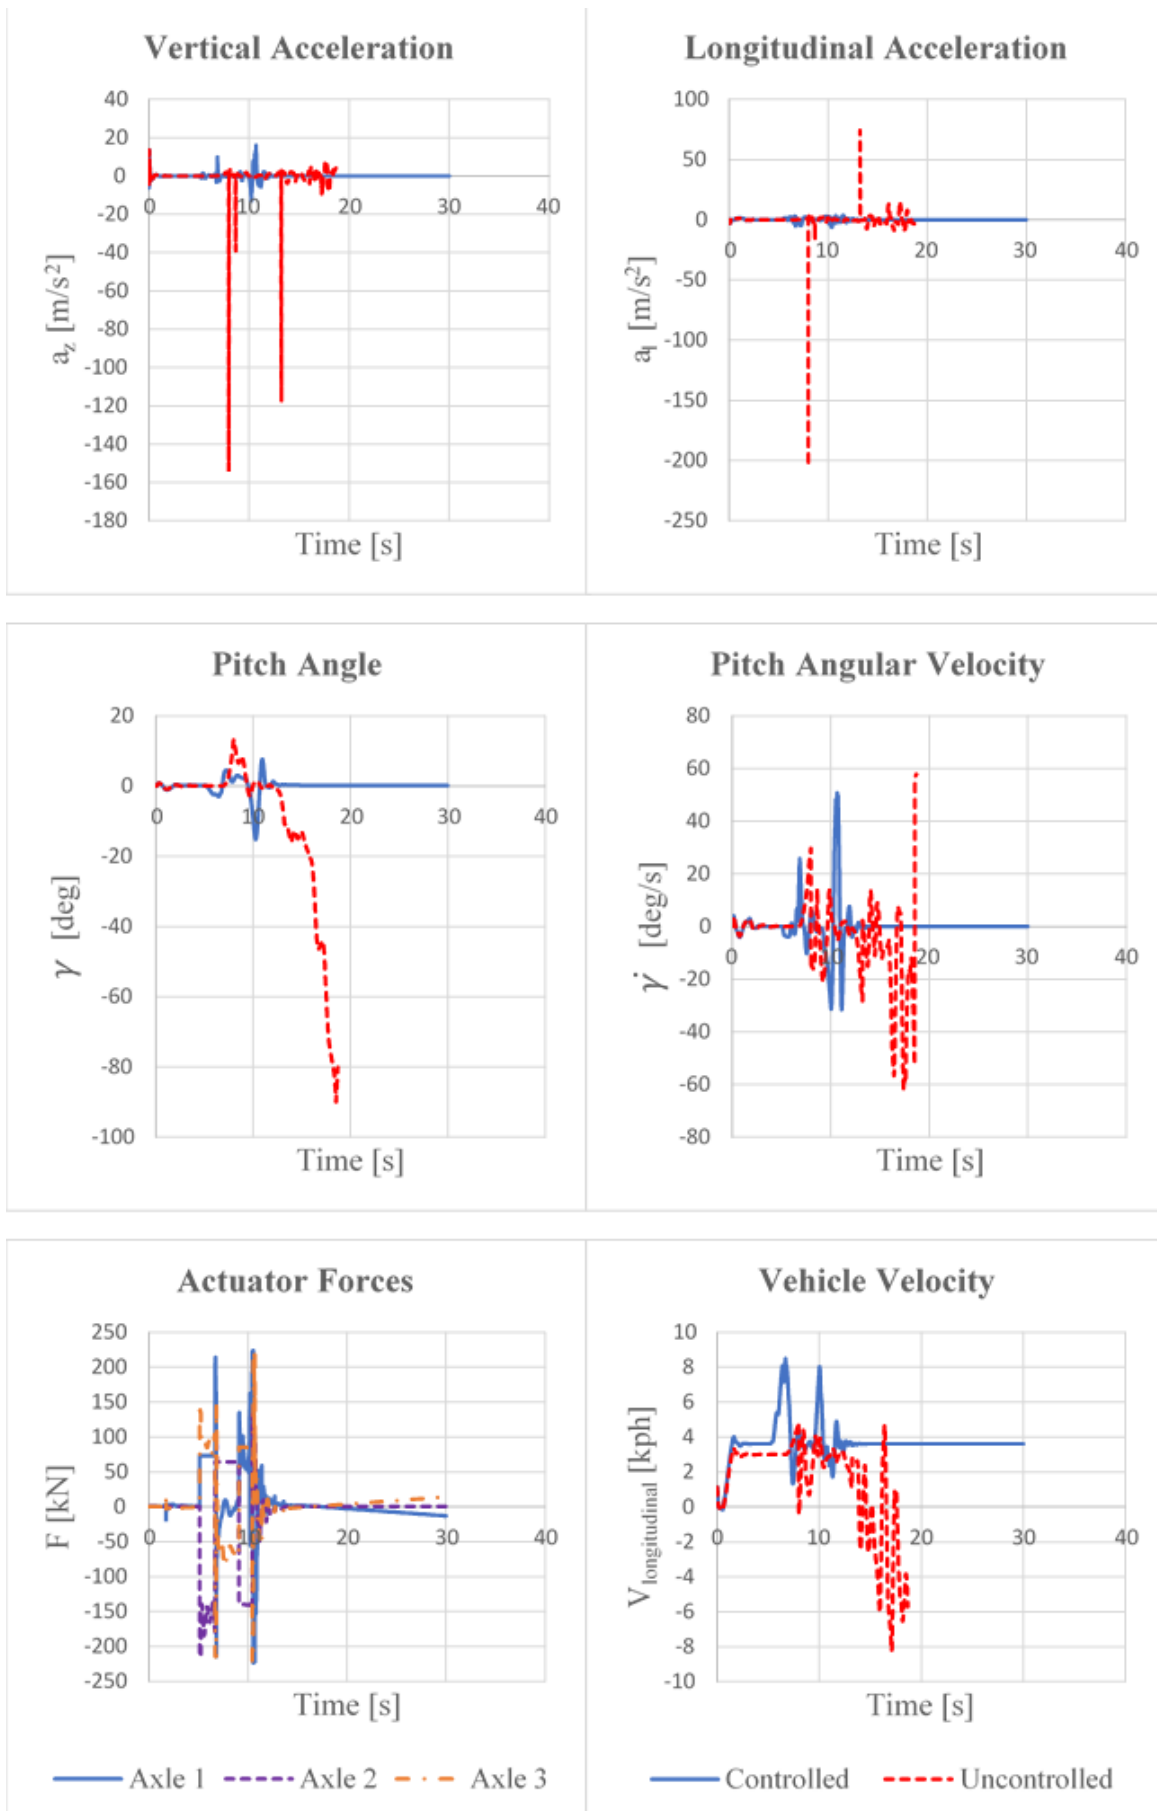 Vertical Acceleration
40
20
0
-20
-40
-60
-80
-100
-120
-140
-160
-180
0 10 20 30 40
a_z [m/s²]
Time [s]
Longitudinal Acceleration
100
50
0
-50
-100
-150
-200
-250
0 10 20 30 40
a_l [m/s²]
Time [s]
Pitch Angle
20
0
-20
-40
-60
-80
-100
0 10 20 30 40
γ [deg]
Time [s]
Pitch Angular Velocity
80
60
40
20
0
-20
-40
-60
-80
0 10 20 30 40
γ̇ [deg/s]
Time [s]
Actuator Forces
250
200
150
100
50
0
-50
-100
-150
-200
-250
0 10 20 30 40
F [kN]
Time [s]
Axle 1 Axle 2 Axle 3
Vehicle Velocity
10
8
6
4
2
0
-2
-4
-6
-8
-10
0 10 20 30 40
V_longitudinal [kph]
Time [s]
Controlled Uncontrolled